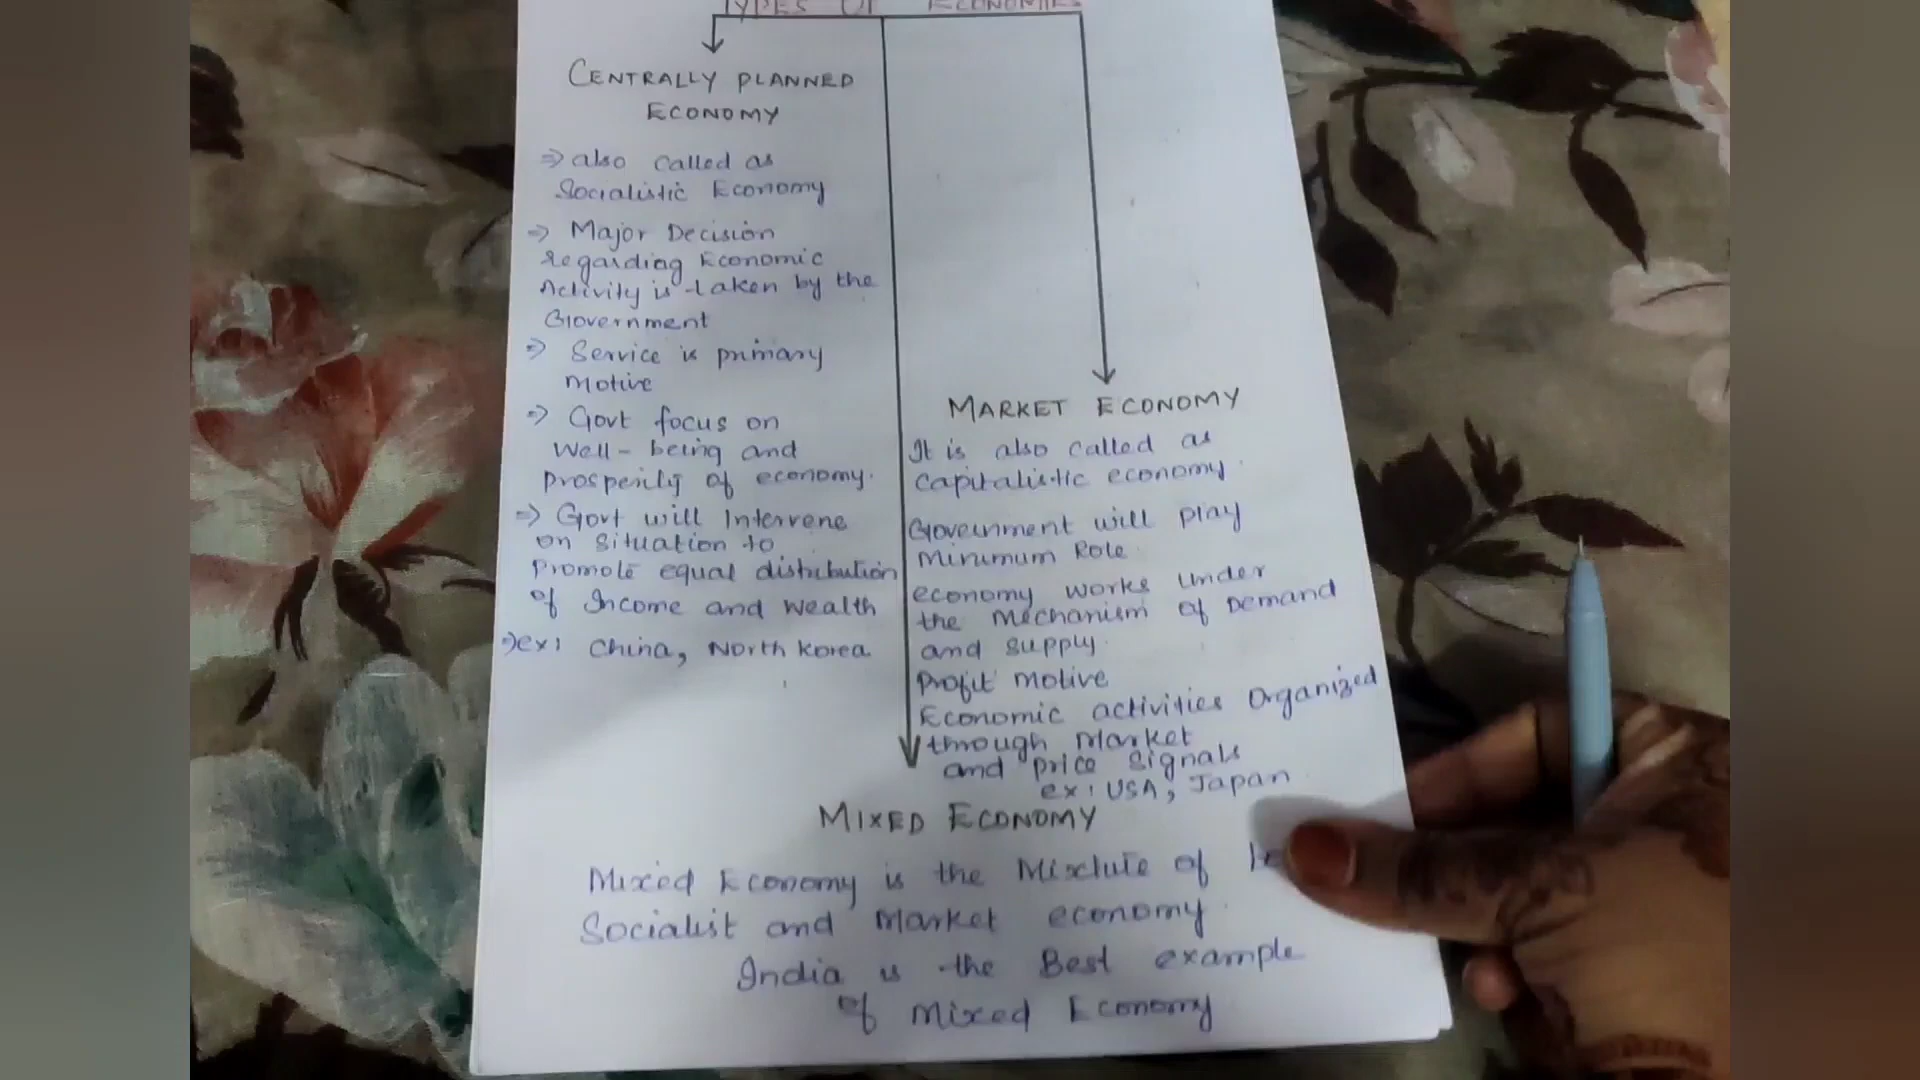 TYPES OF ECONOMIES
CENTRALLY PLANNED
ECONOMY
⇒ also called as
Socialistic Economy
⇒ Major Decision
regarding Economic
Activity is taken by the
Government
⇒ Service is primary
Motive
⇒ Govt focus on
Well-being and
prosperity of economy.
⇒ Govt will Intervene
on situation to
promote equal distribution
of Income and Wealth
⇒ ex: China, North Korea
MARKET ECONOMY
It is also called as
capitalistic economy.
Government will play
Minimum Role.
economy works under
the Mechanism of Demand
and supply.
Profit Motive
Economic activities Organized
through Market
and price signals
ex: USA, Japan
MIXED ECONOMY
Mixed Economy is the Mixture of
Socialist and Market economy.
India is the Best example
of Mixed Economy